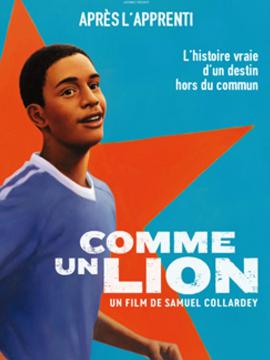 APRÈS L'APPRENTI
L'histoire vraie
d'un destin
hors du commun
COMME
UN LION
UN FILM DE SAMUEL COLLARDEY